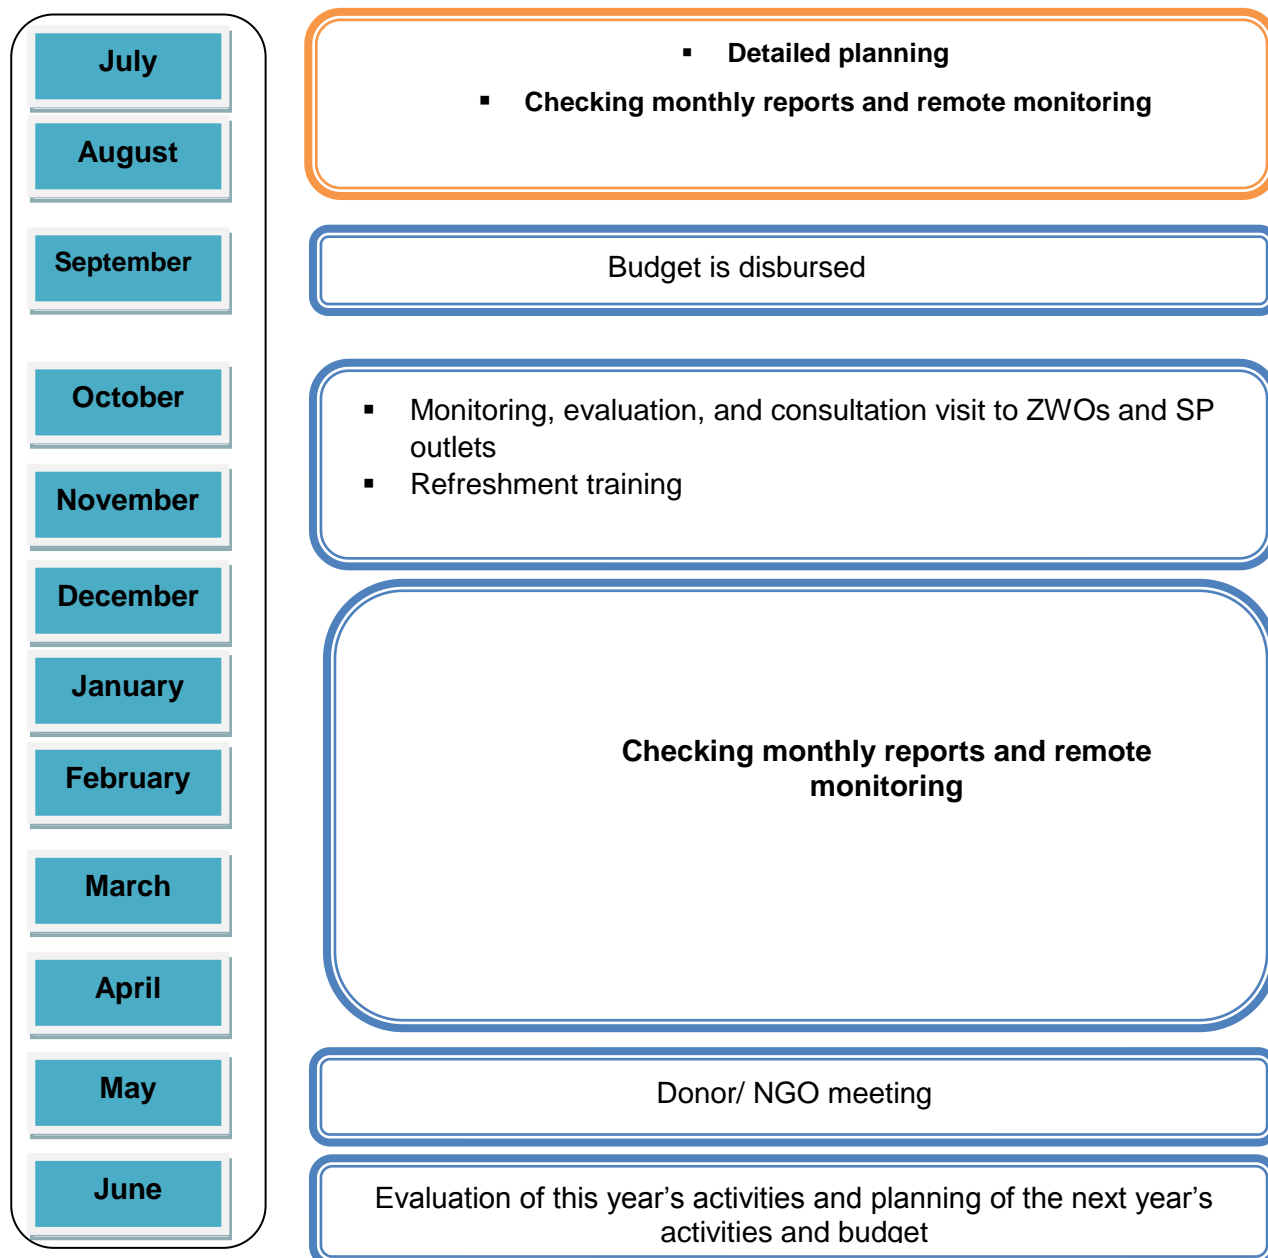 July
▪ Detailed planning
▪ Checking monthly reports and remote monitoring
August
September
Budget is disbursed
October
▪ Monitoring, evaluation, and consultation visit to ZWOs and SP
outlets
▪ Refreshment training
November
December
January
February
Checking monthly reports and remote
monitoring
March
April
May
Donor/ NGO meeting
June
Evaluation of this year’s activities and planning of the next year’s
activities and budget